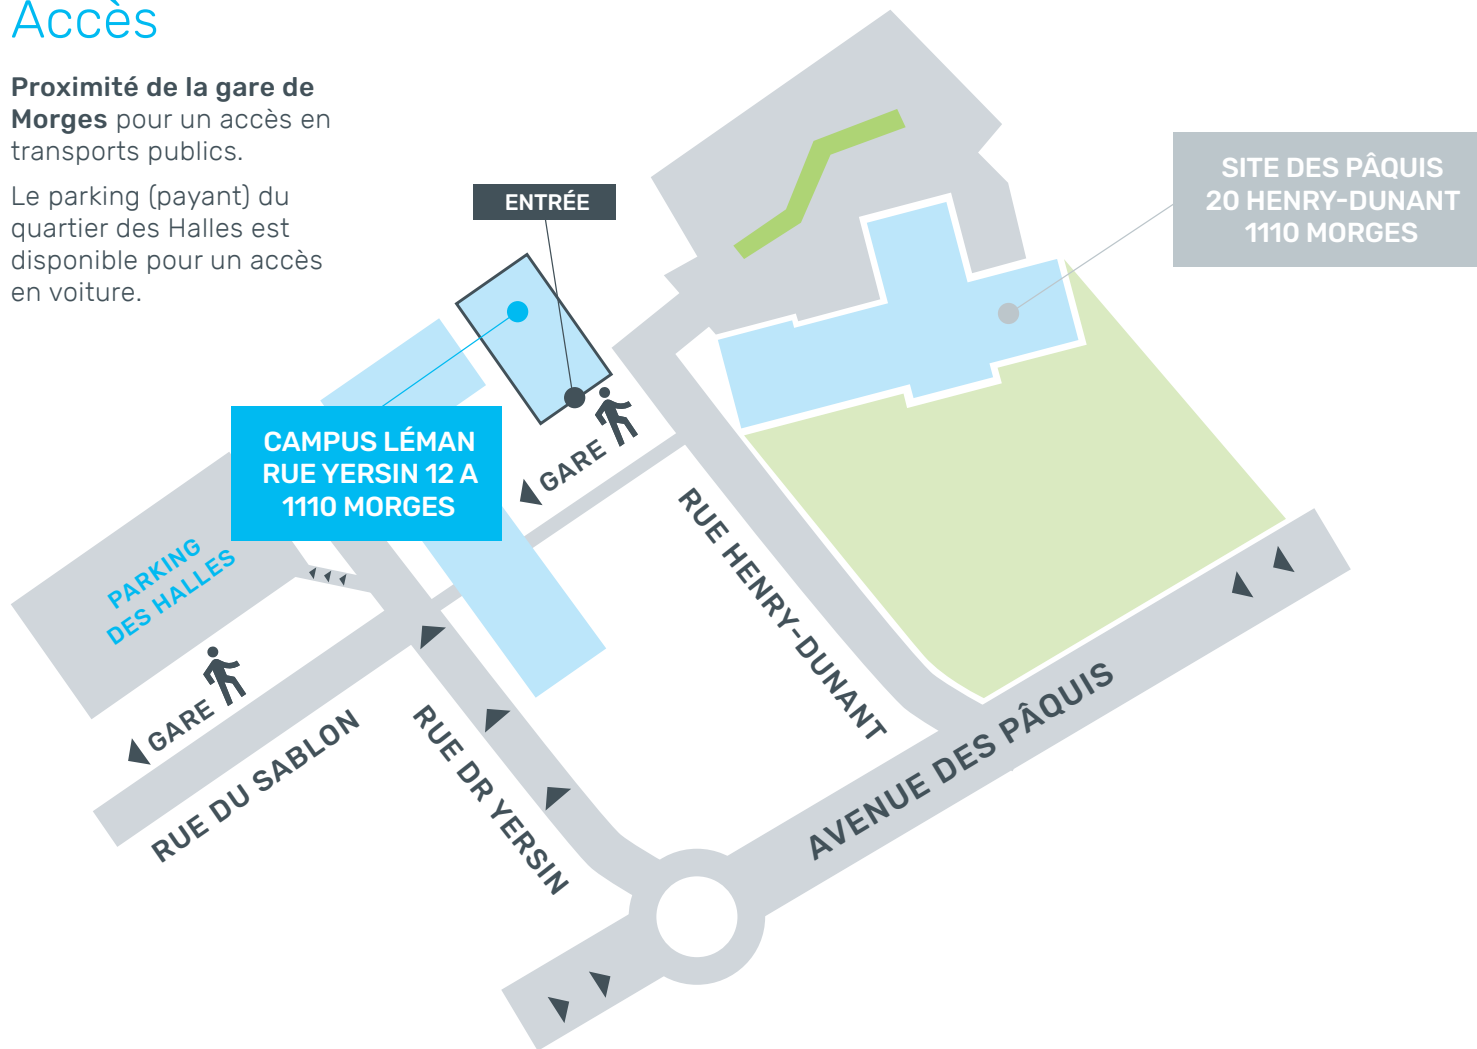 Accès
Proximité de la gare de
Morges pour un accès en
transports publics.
Le parking (payant) du
quartier des Halles est
disponible pour un accès
en voiture.
ENTRÉE
SITE DES PÂQUIS
20 HENRY-DUNANT
1110 MORGES
CAMPUS LÉMAN
RUE YERSIN 12 A
1110 MORGES
GARE
PARKING
DES HALLES
GARE
RUE DU SABLON
RUE DR YERSIN
RUE HENRY-DUNANT
AVENUE DES PÂQUIS